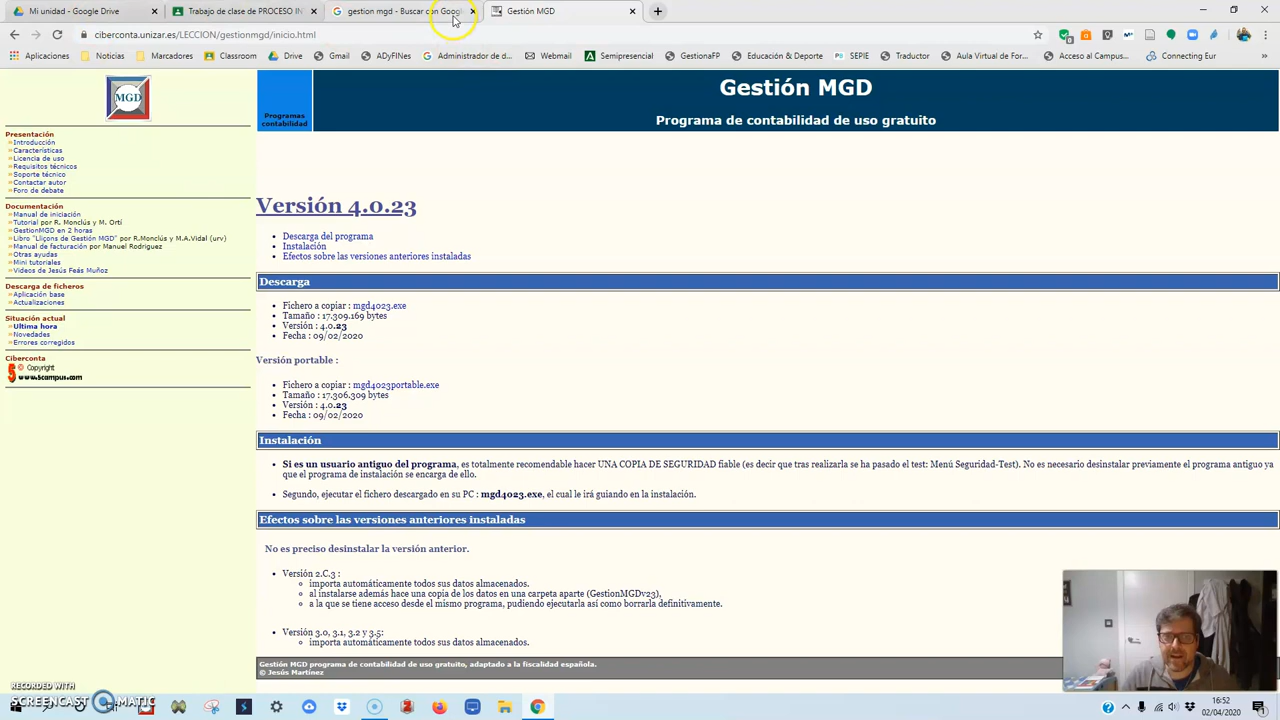 Mi unidad - Google Drive
Trabajo de clase de PROCESO IN
gestion mgd - Buscar con Goog
Gestión MGD
ciberconta.unizar.es/LECCION/gestionmgd/inicio.html
Aplicaciones
Noticias
Marcadores
Classroom
Drive
Gmail
ADyFINes
Administrador de d...
Webmail
Semipresencial
GestionaFP
Educación & Deporte
SEPIE
Traductor
Aula Virtual de For...
Acceso al Campus...
Connecting Eur
MGD
Presentación
Introducción
Características
Licencia de uso
Requisitos técnicos
Soporte técnico
Contactar autor
Foro de debate
Documentación
Manual de iniciación
Tutorial por R. Monclús y M. Ortí
GestionMGD en 2 horas
Libro "Lliçons de Gestión MGD" por R.Monclús y M.A.Vidal (urv)
Manual de facturación por Manuel Rodriguez
Otras ayudas
Mini tutoriales
Videos de Jesús Feás Muñoz
Descarga de ficheros
Aplicación base
Actualizaciones
Situación actual
Ultima hora
Novedades
Errores corregidos
Ciberconta
© Copyright
www.5campus.com
Programas
contabilidad
Gestión MGD
Programa de contabilidad de uso gratuito
Versión 4.0.23
Descarga del programa
Instalación
Efectos sobre las versiones anteriores instaladas
Descarga
Fichero a copiar : mgd4023.exe
Tamaño : 17.309.169 bytes
Versión : 4.0.23
Fecha : 09/02/2020
Versión portable :
Fichero a copiar : mgd4023portable.exe
Tamaño : 17.306.309 bytes
Versión : 4.0.23
Fecha : 09/02/2020
Instalación
Si es un usuario antiguo del programa, es totalmente recomendable hacer UNA COPIA DE SEGURIDAD fiable (es decir que tras realizarla se ha pasado el test: Menú Seguridad-Test). No es necesario desinstalar previamente el programa antiguo ya
que el programa de instalación se encarga de ello.
Segundo, ejecutar el fichero descargado en su PC : mgd4023.exe, el cual le irá guiando en la instalación.
Efectos sobre las versiones anteriores instaladas
No es preciso desinstalar la versión anterior.
Versión 2.C.3 :
importa automáticamente todos sus datos almacenados.
al instalarse además hace una copia de los datos en una carpeta aparte (GestionMGDv23),
a la que se tiene acceso desde el mismo programa, pudiendo ejecutarla así como borrarla definitivamente.
Versión 3.0, 3.1, 3.2 y 3.5:
importa automáticamente todos sus datos almacenados.
Gestión MGD programa de contabilidad de uso gratuito, adaptado a la fiscalidad española.
© Jesús Martínez
RECORDED WITH
SCREENCAST MATIC
16:52
02/04/2020